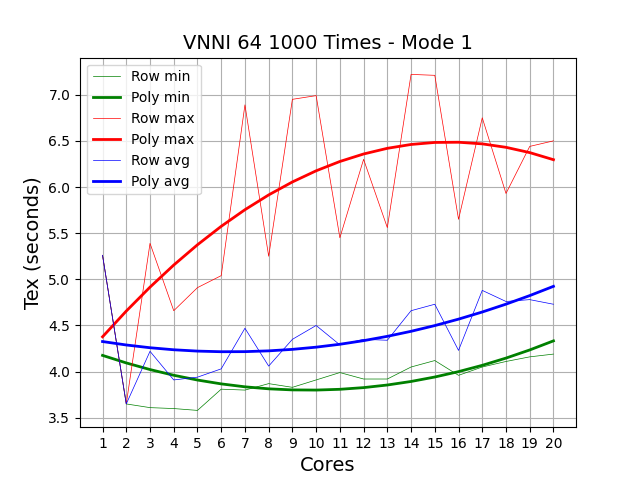 VNNI 64 1000 Times - Mode 1
Row min
Poly min
Row max
Poly max
Row avg
Poly avg
7.0
6.5
6.0
5.5
5.0
4.5
4.0
3.5
Tex (seconds)
1 2 3 4 5 6 7 8 9 10 11 12 13 14 15 16 17 18 19 20
Cores